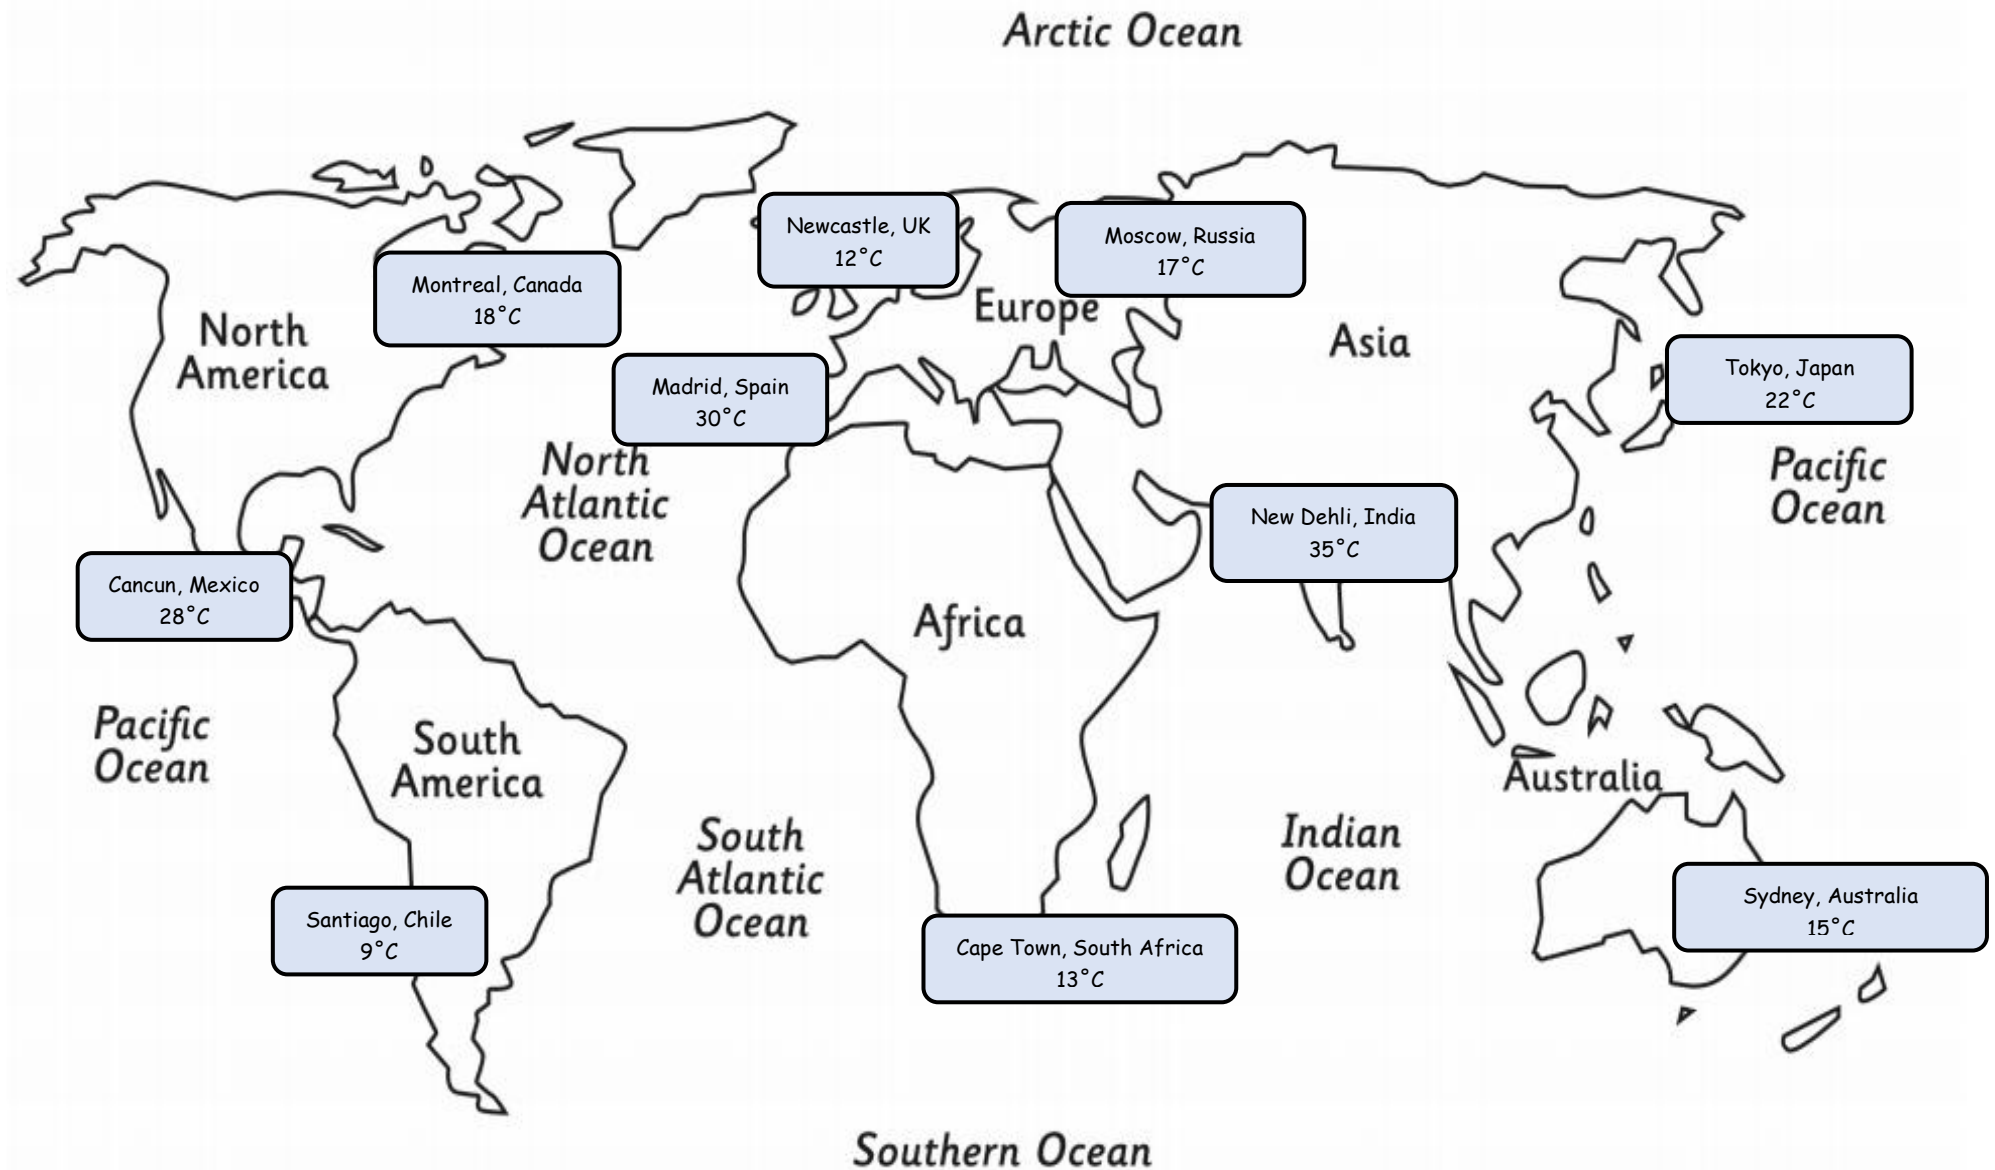 Arctic Ocean
Newcastle, UK
12°C
Moscow, Russia
17°C
Montreal, Canada
18°C
Europe
North
America
Asia
Tokyo, Japan
22°C
Madrid, Spain
30°C
North
Atlantic
Ocean
Pacific
Ocean
New Dehli, India
35°C
Cancun, Mexico
28°C
Africa
Pacific
Ocean
South
America
Australia
South
Atlantic
Ocean
Indian
Ocean
Sydney, Australia
15°C
Santiago, Chile
9°C
Cape Town, South Africa
13°C
Southern Ocean